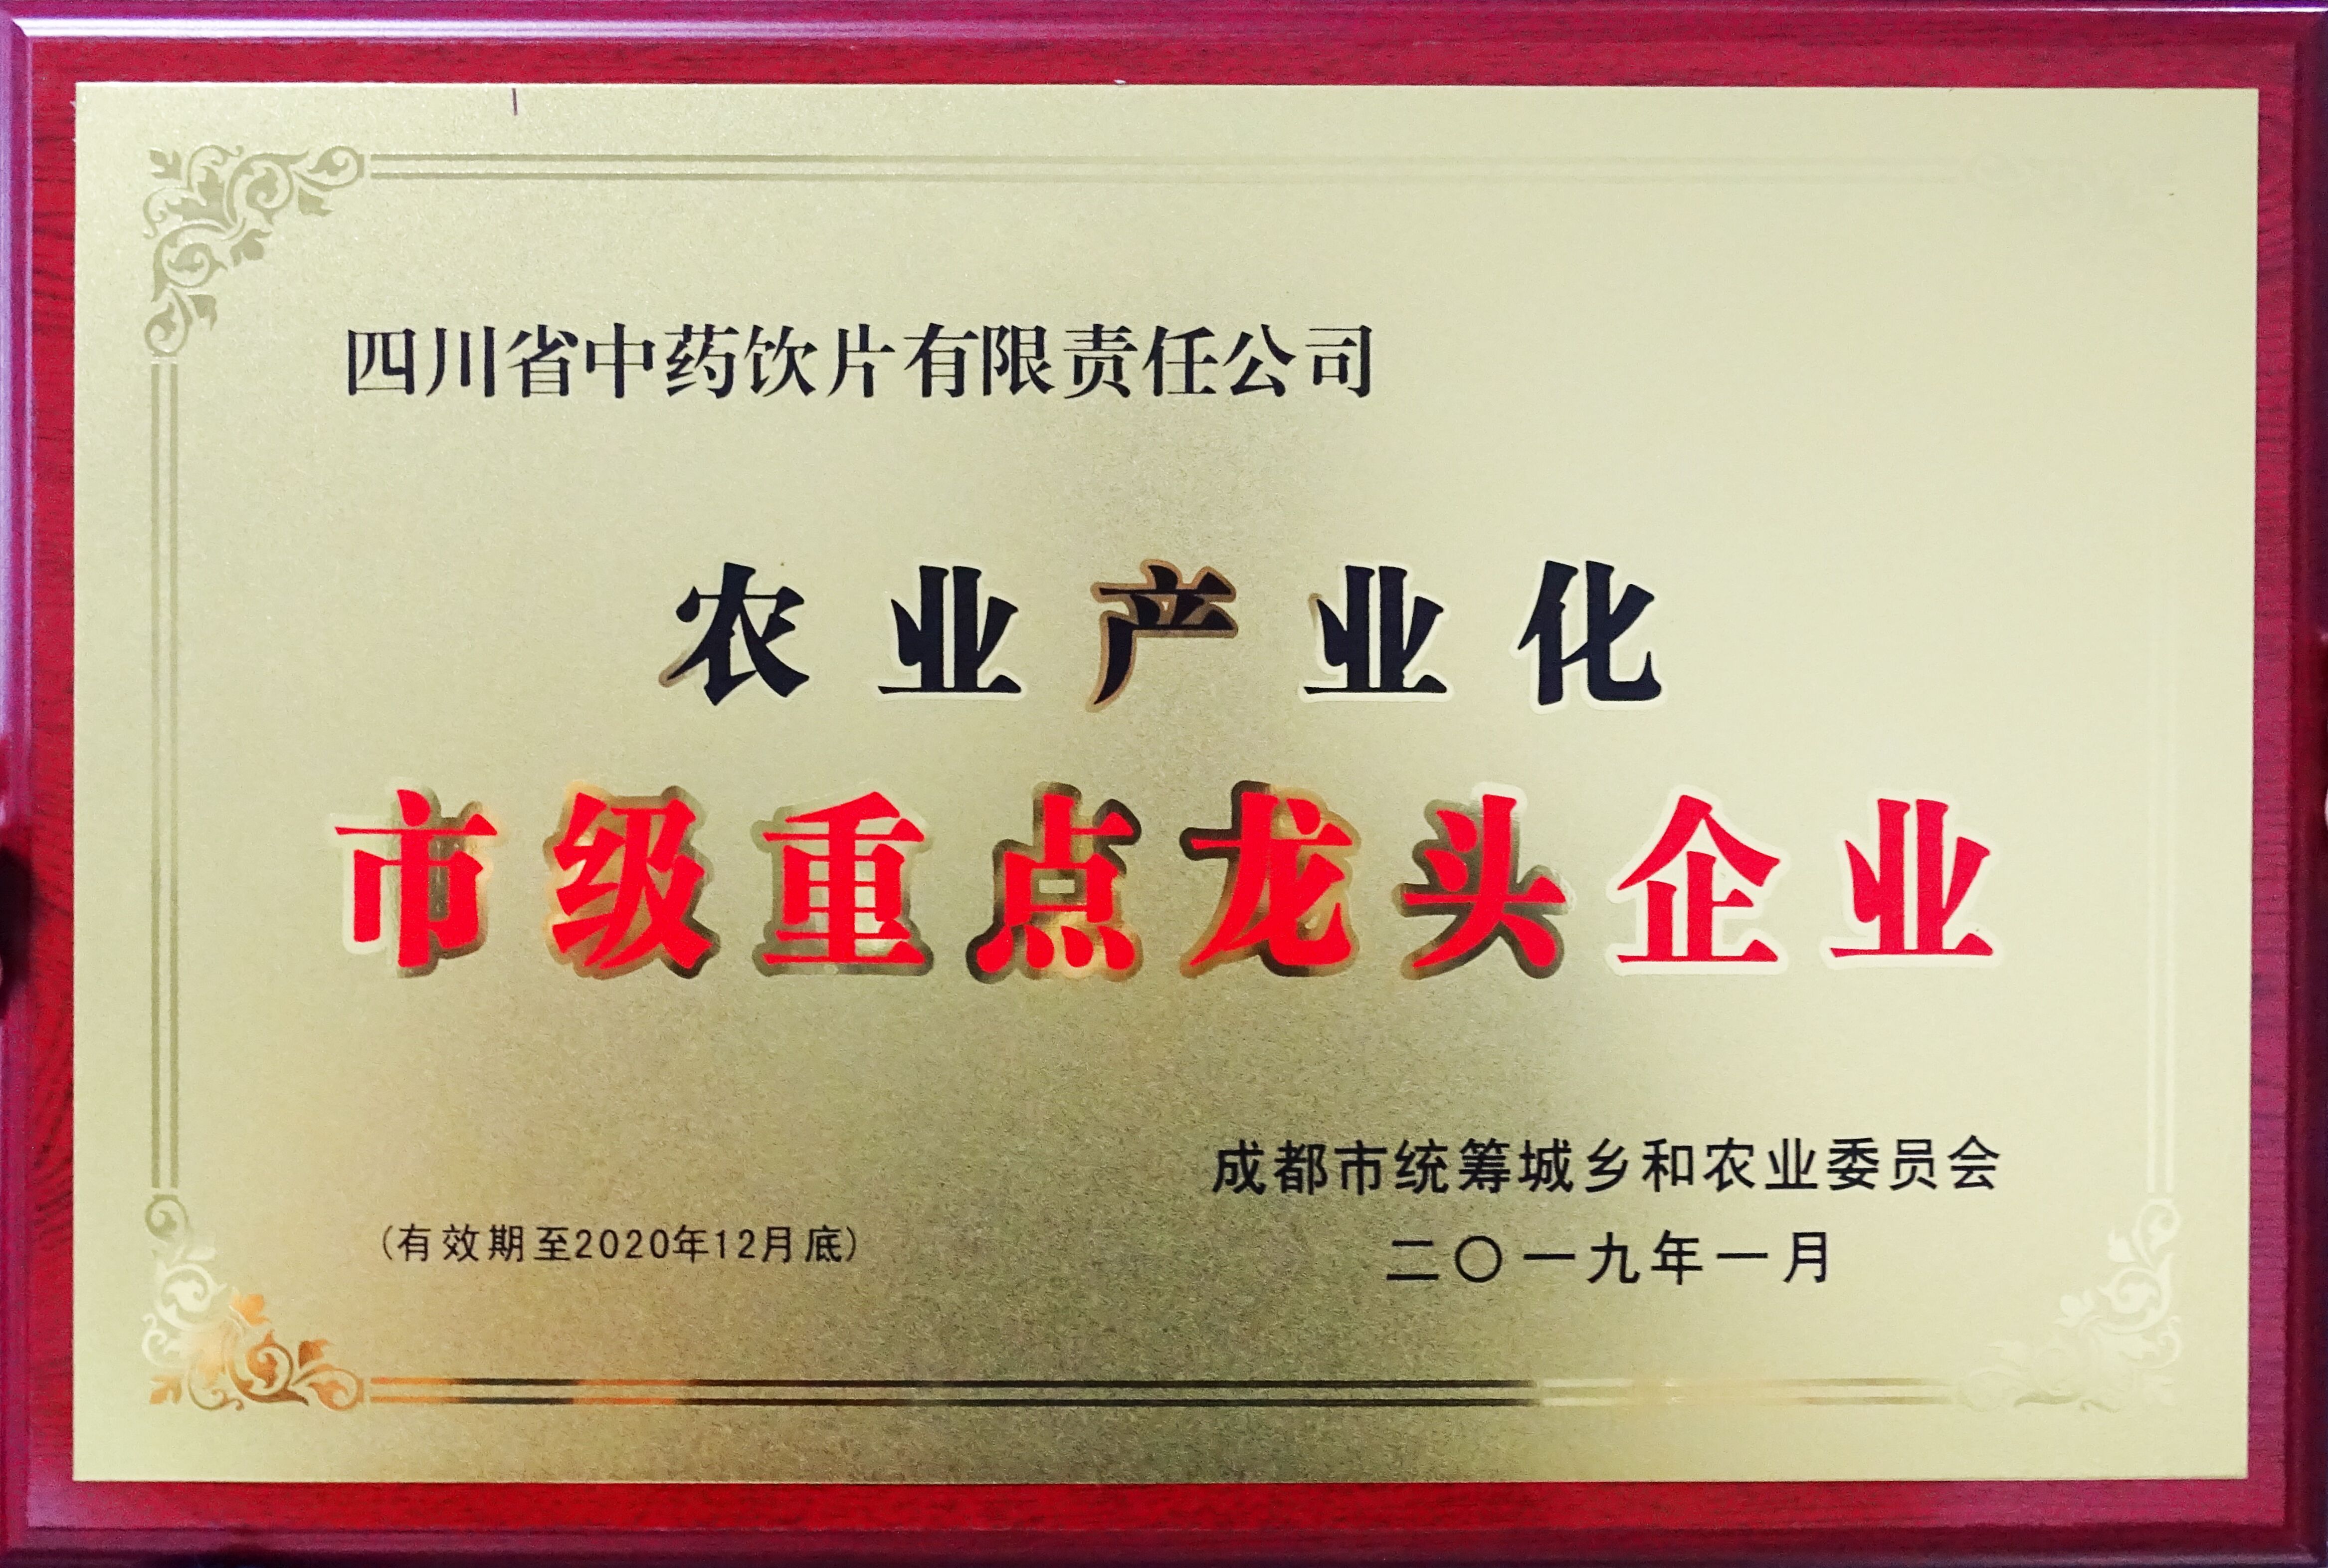 四川省中药饮片有限责任公司
农业产业化
市级重点龙头企业
成都市统筹城乡和农业委员会
(有效期至2020年12月底)
二〇一九年一月